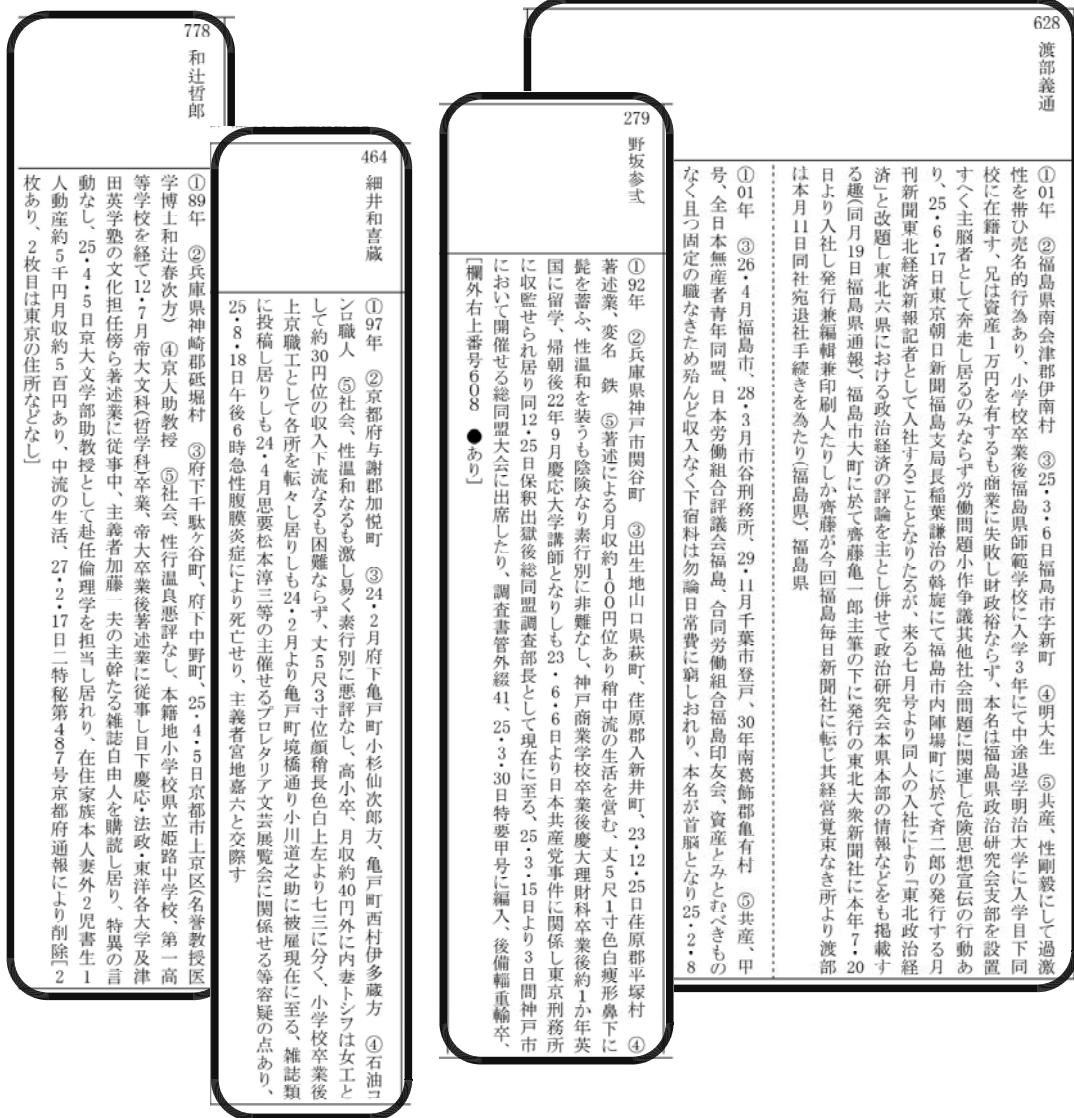 628 渡部義通
①01年 ②福島県南会津郡伊南村 ③25・3・6日福島市字新町 ④明大生 ⑤共産、性剛毅にして過激
性を帯ひ売名的行為あり、小学校卒業後福島県師範学校に入学3年にて中途退学明治大学に入学目下同
校に在籍す、兄は資産1万円を有するも商業に失敗し財政裕ならず、本名は福島県政治研究会支部を設置
すへく主脳者として奔走し居るのみならず労働問題小作争議其他社会問題に関連し危険思想宣伝の行動あ
り、25・6・17日東京朝日新聞福島支局長稲葉謙治の斡旋にて福島市内陣場町に於て斉二郎の発行する月
刊新聞東北経済新報記者として入社することとなりたるが、来る七月号より同人の入社により「東北政治経
済」と改題し東北六県における政治経済の評論を主とし併せて政治研究会本県本部の情報などをも掲載す
る趣(同月19日福島県通報)、福島市大町に於て齊藤亀一郎主筆の下に発行の東北大衆新聞社に本年7・20
日より入社し発行兼編輯兼印刷人たりしか齊藤が今回福島毎日新聞社に転し其経営覚束なき所より渡部
は本月11日同社宛退社手続きを為たり(福島県)、福島県
①01年 ③26・4月福島市、28・3月市谷刑務所、29・11月千葉市登戸、30年南葛飾郡亀有村 ⑤共産、甲
号、全日本無産者青年同盟、日本労働組合評議会福島、合同労働組合福島印友会、資産とみとむべきもの
なく且つ固定の職なきため殆んど収入なく下宿料は勿論日常費に窮しおれり、本名が首脳となり25・2・8
279 野坂参弐
①92年 ②兵庫県神戸市関谷町 ③出生地山口県萩町、荏原郡入新井町、23・12・25日荏原郡平塚村 ④
著述業、変名 鉄 ⑤著述による月収約100円位あり稍中流の生活を営む、丈5尺1寸色白痩形鼻下に
髭を蓄ふ、性温和を装うも陰険なり素行別に非難なし、神戸商業学校卒業後慶大理財科卒業後約1か年英
国に留学、帰朝後22年9月慶応大学講師となりしも23・6・6日より日本共産党事件に関係し東京刑務所
に収監せられ居り同12・25日保釈出獄後総同盟調査部長として現在に至る、25・3・15日より3日間神戸市
において開催せる総同盟大会に出席したり、調査書管外綴41、25・3・30日特要甲号に編入、後備輜重輸卒、
[欄外右上番号608 ●あり]
464 細井和喜蔵
①97年 ②京都府与謝郡加悦町 ③24・2月府下亀戸町小杉仙次郎方、亀戸町西村伊多蔵方 ④石油コ
ンロ職人 ⑤社会、性温和なるも激し易く素行別に悪評なし、高小卒、月収約40円外に内妻トシヲは女工と
して約30円位の収入下流なるも困難ならず、丈5尺3寸位顔稍長色白上左より七三に分く、小学校卒業後
上京職工として各所を転々し居りしも24・2月より亀戸町境橋通り小川道之助に被雇現在に至る、雑誌類
に投稿し居りしも24・4月思要松本淳三等の主催せるプロレタリア文芸展覧会に関係せる等容疑の点あり、
25・8・18日午後6時急性腹膜炎症により死亡せり、主義者宮地嘉六と交際す
778 和辻哲郎
①89年 ②兵庫県神崎郡砥堀村 ③府下千駄ヶ谷町、府下中野町、25・4・5日京都市上京区(名誉教授医
学博士和辻春次方) ④京大助教授 ⑤社会、性行温良悪評なし、本籍地小学校県立姫路中学校、第一高
等学校を経て12・7月帝大文科(哲学科)卒業、帝大卒業後著述業に従事し目下慶応・法政・東洋各大学及津
田英学塾の文化担任傍ら著述業に従事中、主義者加藤一夫の主幹たる雑誌自由人を購読し居り、特異の言
動なし、25・4・5日京大文学部助教授として赴任倫理学を担当し居れり、在住家族本人妻外2児書生1
人動産約5千円月収約5百円あり、中流の生活、27・2・17日二特秘第487号京都府通報により削除[2
枚あり、2枚目は東京の住所などなし]